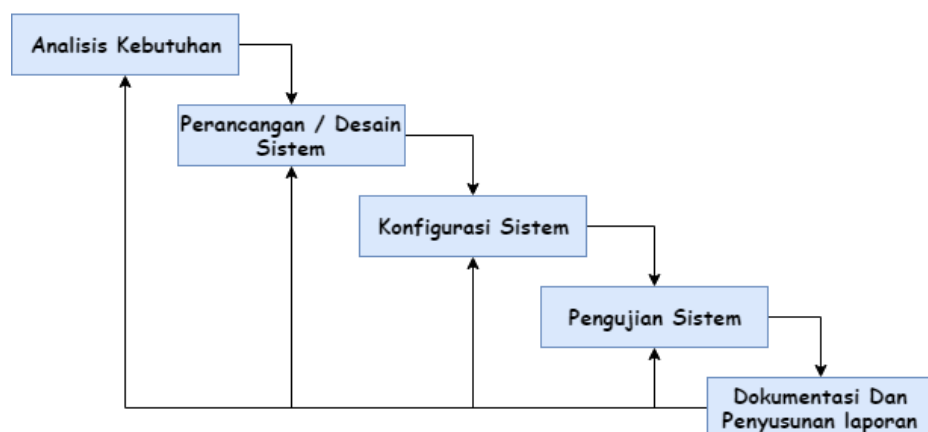 Analisis Kebutuhan
Perancangan / Desain
Sistem
Konfigurasi Sistem
Pengujian Sistem
Dokumentasi Dan
Penyusunan laporan